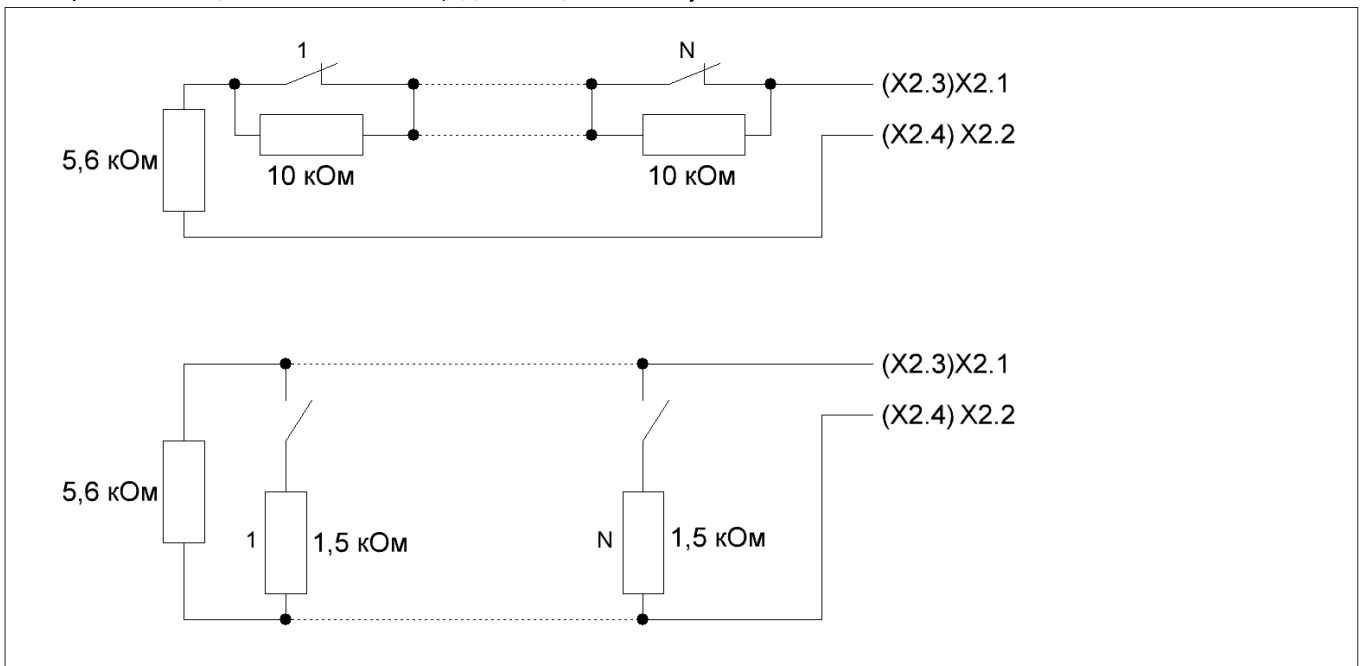 1
N
(X2.3)X2.1
(X2.4) X2.2
5,6 кОм
10 кОм
10 кОм
(X2.3)X2.1
(X2.4) X2.2
5,6 кОм
1
1,5 кОм
N
1,5 кОм